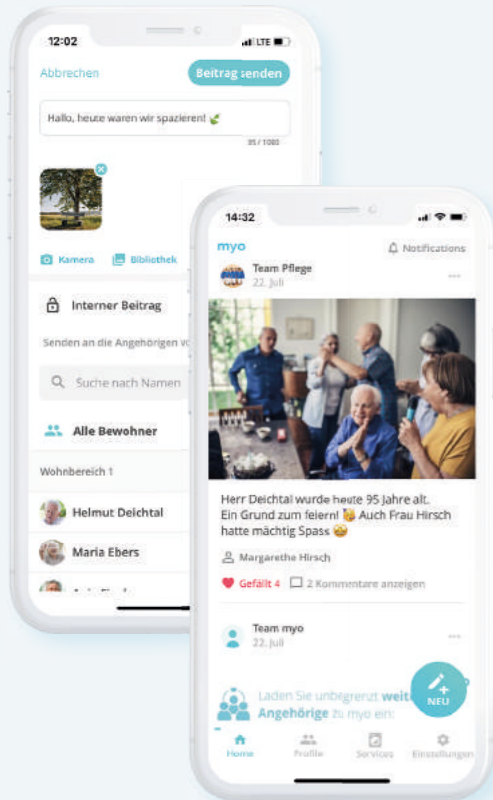 12:02
LTE
Abbrechen
Beitrag senden
Hallo, heute waren wir spazieren! 🌿
35 / 1000
Kamera
Bibliothek
Interner Beitrag
Senden an die Angehörigen
Suche nach Namen
Alle Bewohner
Wohnbereich 1
Helmut Deichtal
Maria Ebers
14:32
myo
Notifications
Team Pflege
22. Juli
Herr Deichtal wurde heute 95 Jahre alt.
Ein Grund zum feiern! 🥳 Auch Frau Hirsch
hatte mächtig Spass 🤩
Margarethe Hirsch
Gefällt 4
2 Kommentare anzeigen
Team myo
22. Juli
Laden Sie unbegrenzt
Angehörige zu myo ein:
NEU
Home
Profile
Services
Einstellungen